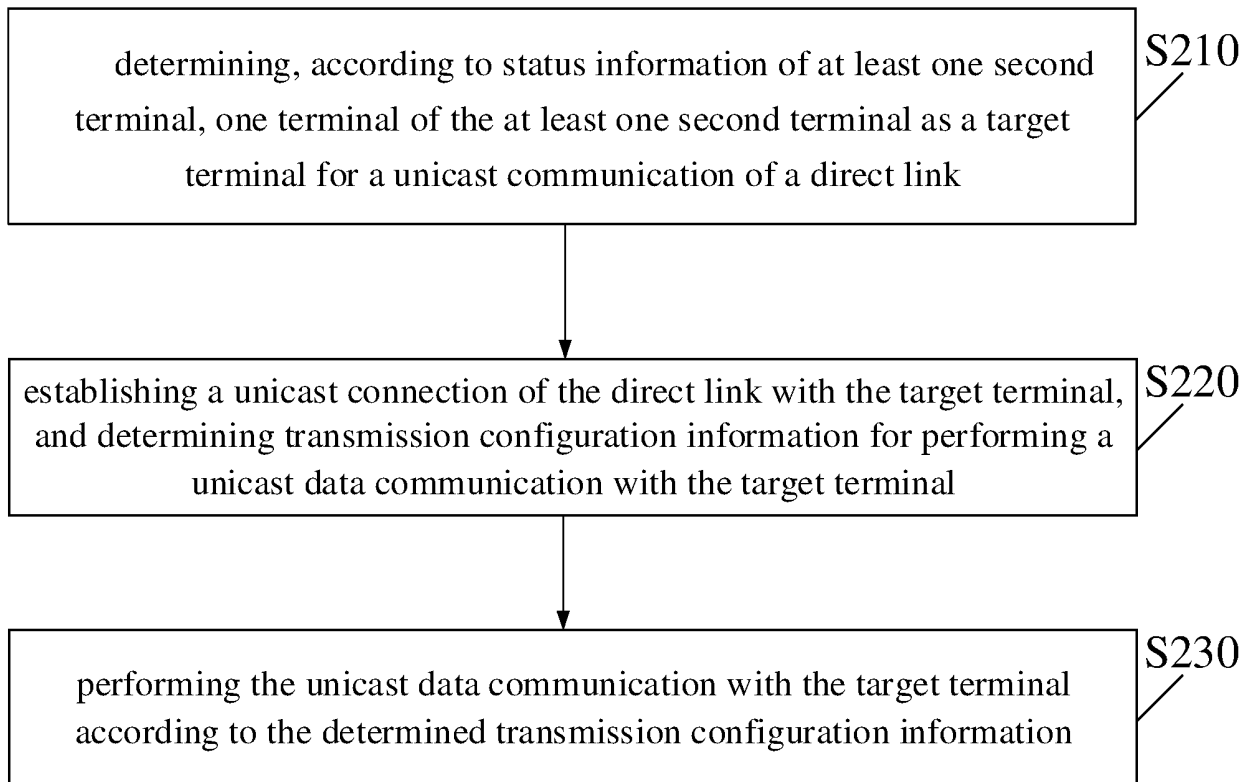 determining, according to status information of at least one second
terminal, one terminal of the at least one second terminal as a target
terminal for a unicast communication of a direct link
S210
establishing a unicast connection of the direct link with the target terminal,
and determining transmission configuration information for performing a
unicast data communication with the target terminal
S220
performing the unicast data communication with the target terminal
according to the determined transmission configuration information
S230